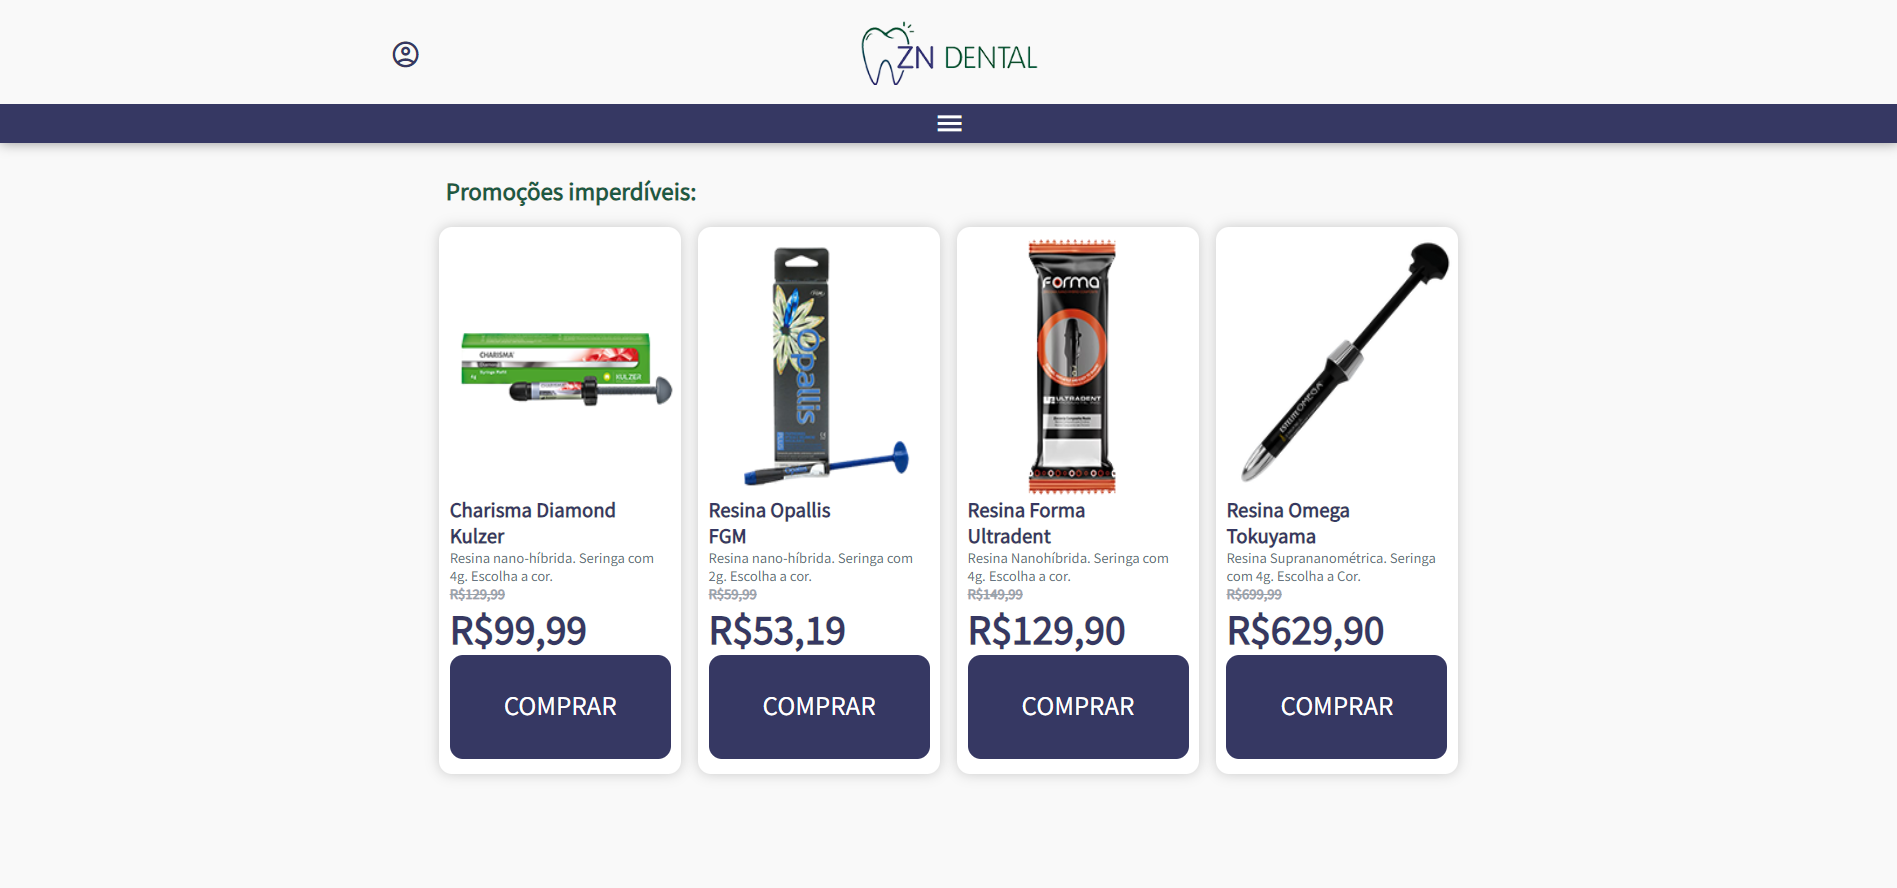 ZN DENTAL
Promoções imperdíveis:
CHARISMA
Diamond
KULZER
Opallis
FORMA
ULTRADENT
ESTELITE OMEGA
Charisma Diamond
Kulzer
Resina nano-híbrida. Seringa com
4g. Escolha a cor.
R$129,99
R$99,99
COMPRAR
Resina Opallis
FGM
Resina nano-híbrida. Seringa com
2g. Escolha a cor.
R$59,99
R$53,19
COMPRAR
Resina Forma
Ultradent
Resina Nanohíbrida. Seringa com
4g. Escolha a cor.
R$149,99
R$129,90
COMPRAR
Resina Omega
Tokuyama
Resina Suprananométrica. Seringa
com 4g. Escolha a Cor.
R$699,99
R$629,90
COMPRAR